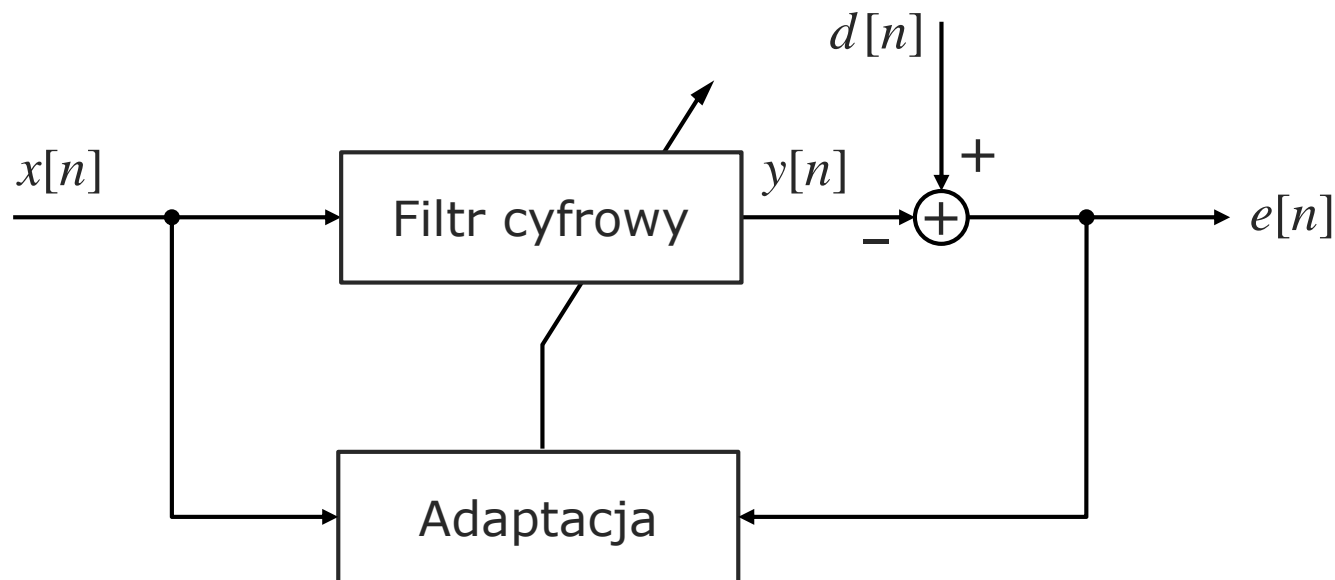 d[n]
+
x[n]
Filtr cyfrowy
y[n]
+
−
e[n]
Adaptacja